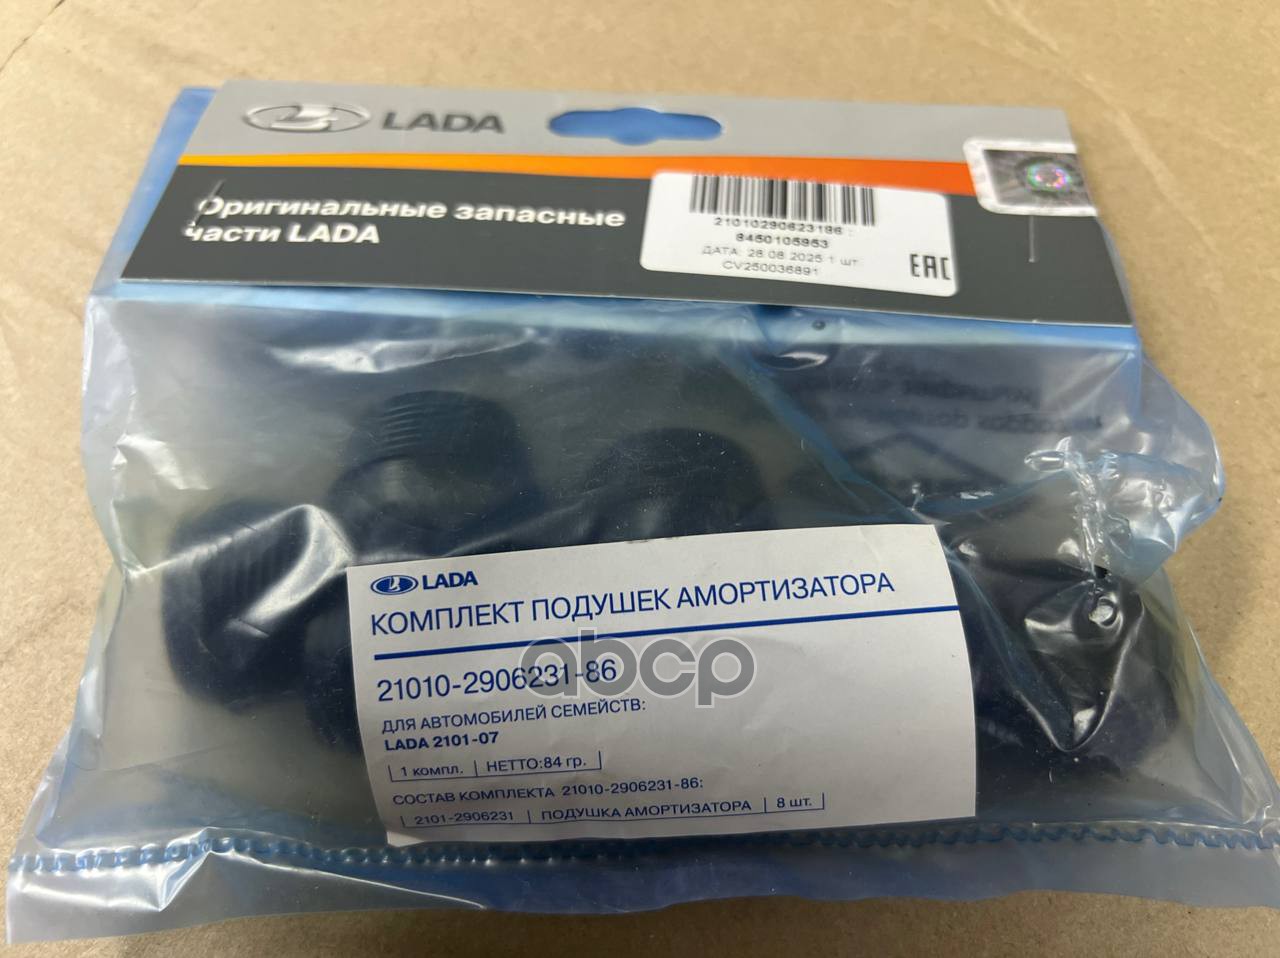 LADA
Оригинальные запасные
части LADA
21010290623186 :
8450105953
ДАТА: 28.08.2025 1 шт.
CV250036891
ЕАС
LADA
КОМПЛЕКТ ПОДУШЕК АМОРТИЗАТОРА
21010-2906231-86
abcp
ДЛЯ АВТОМОБИЛЕЙ СЕМЕЙСТВ:
LADA 2101-07
1 компл. НЕТТО:84 гр.
СОСТАВ КОМПЛЕКТА 21010-2906231-86:
2101-2906231 ПОДУШКА АМОРТИЗАТОРА 8 шт.